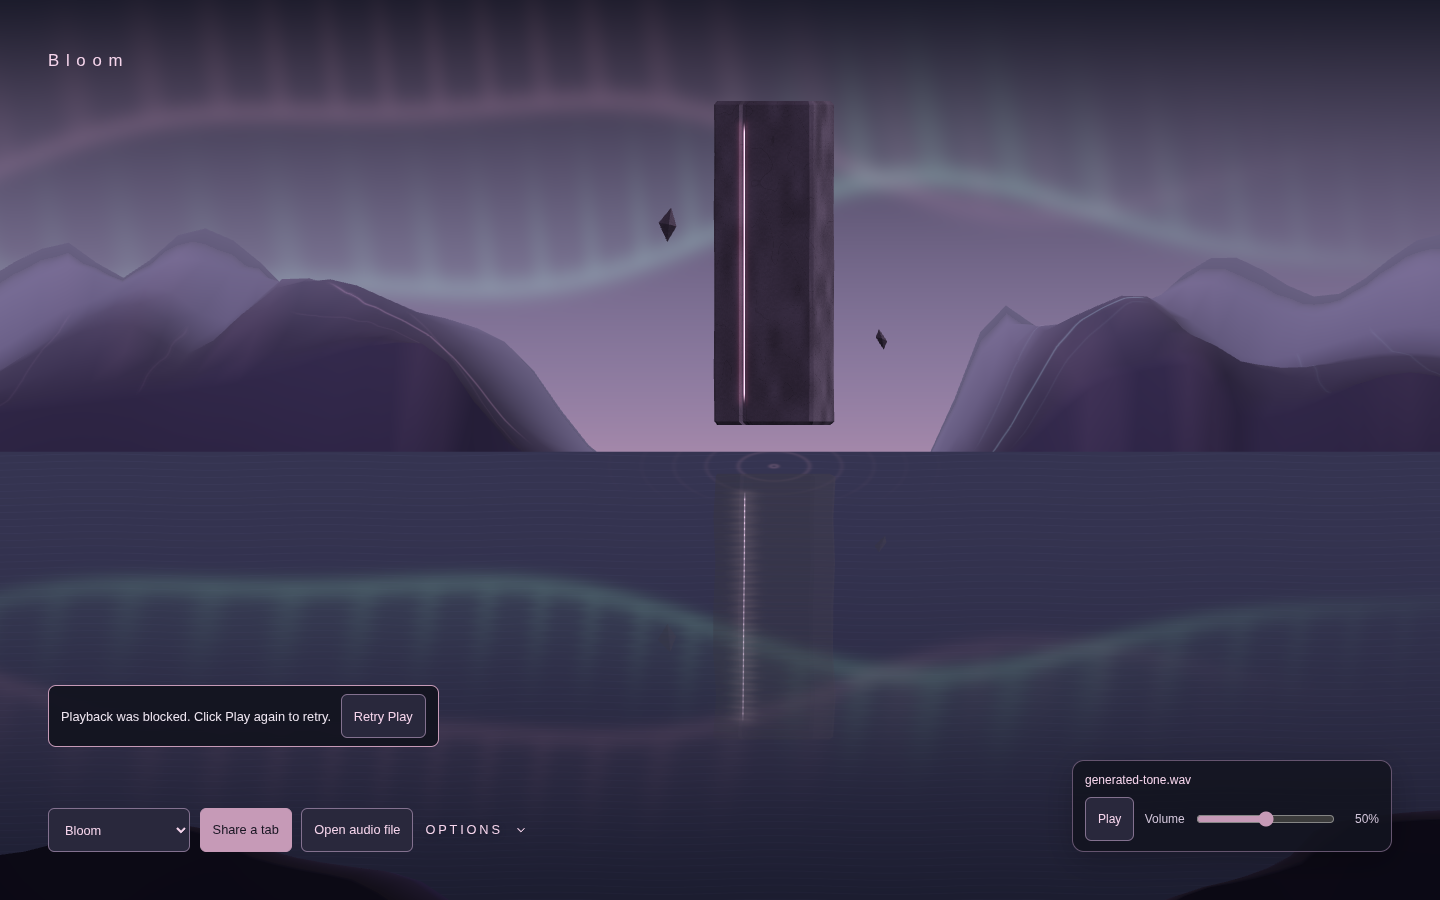 Bloom
Playback was blocked. Click Play again to retry.
Retry Play
generated-tone.wav
Play
Volume
50%
Bloom
Share a tab
Open audio file
OPTIONS